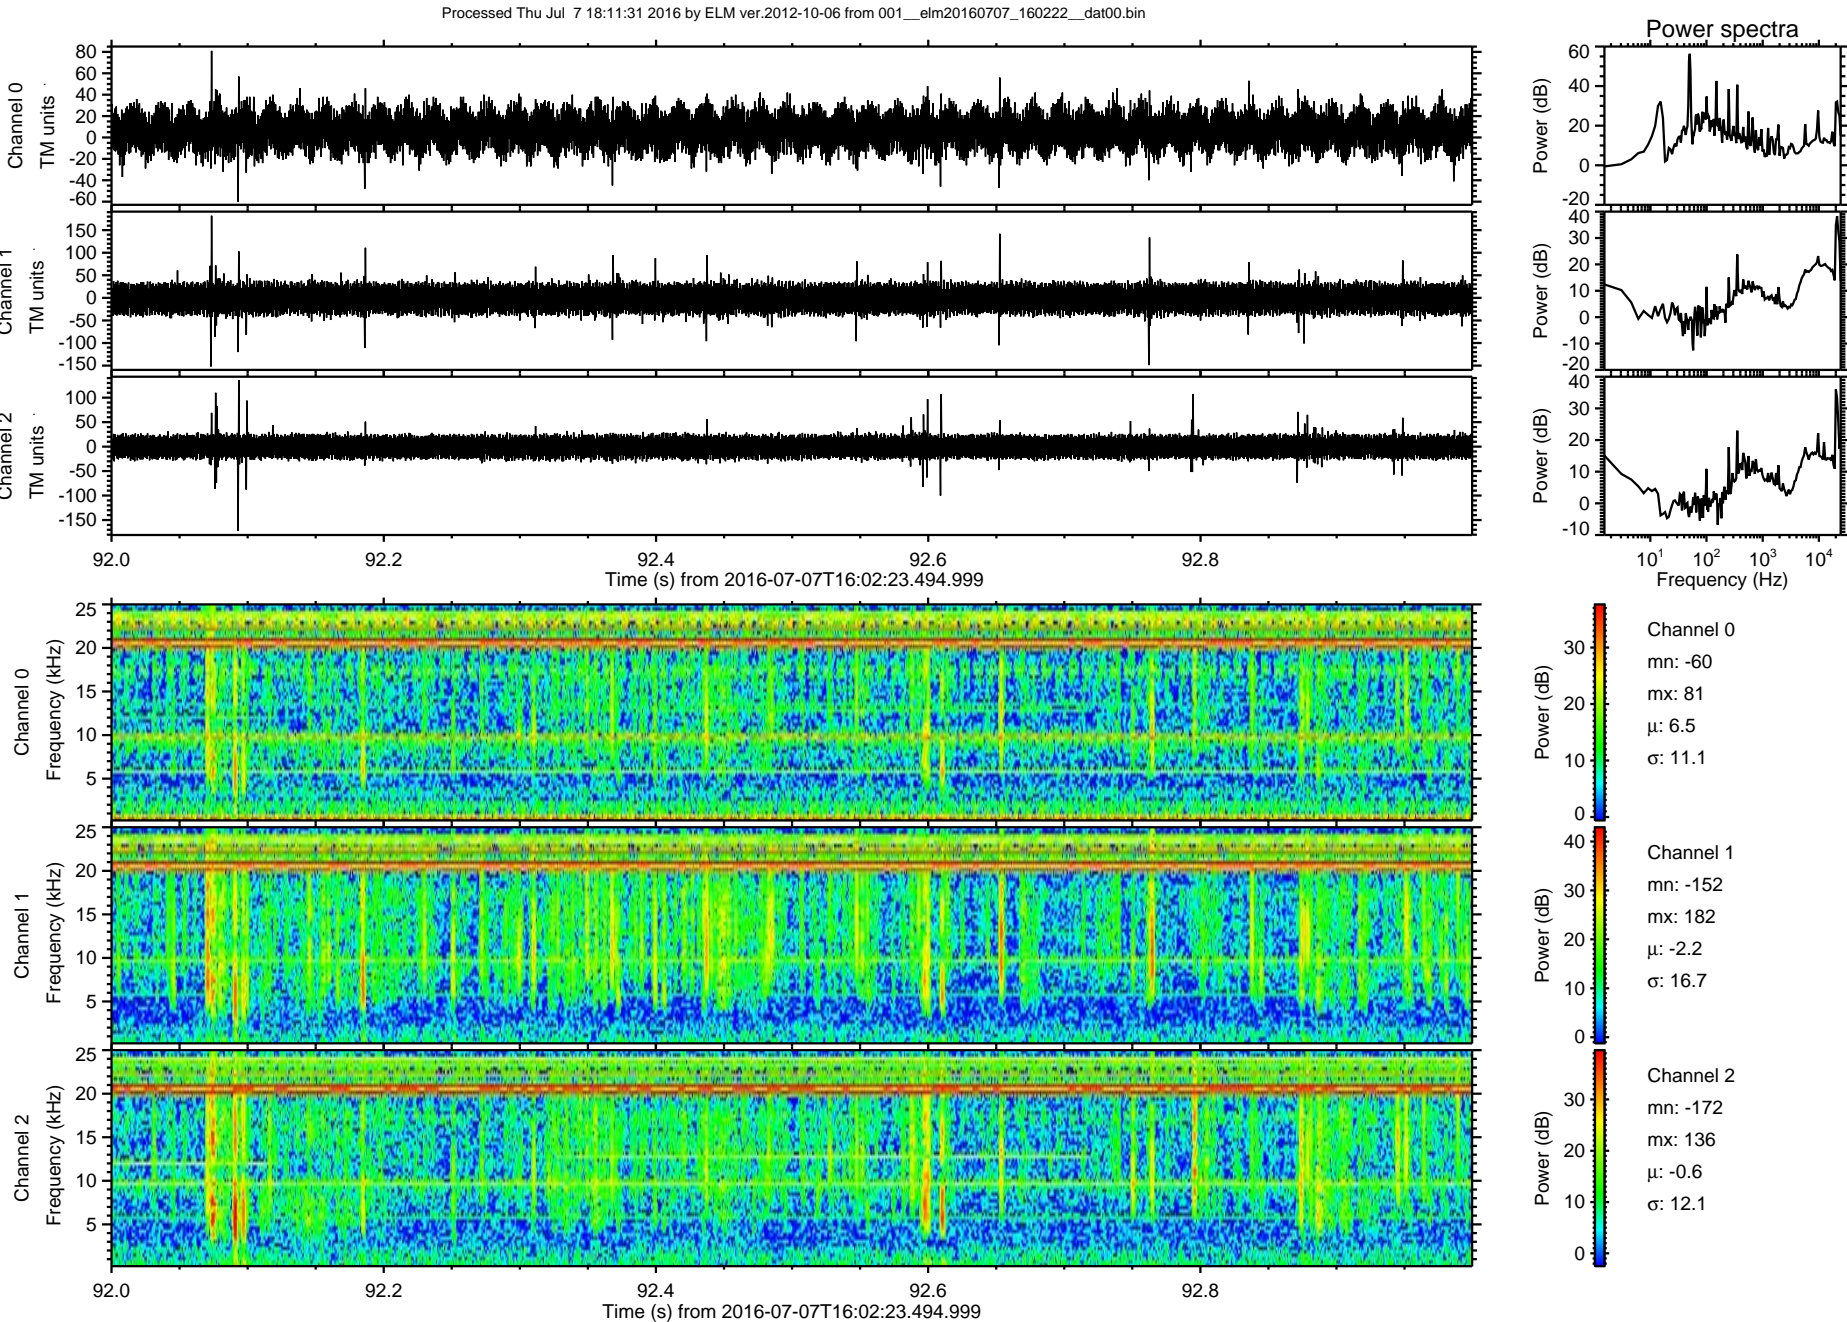 Processed Thu Jul  7 18:11:31 2016 by ELM ver.2012-10-06 from 001__elm20160707_160222__dat00.bin
Power spectra
Channel 0
TM units
80
60
40
20
0
-20
-40
-60
Power (dB)
60
40
20
0
-20
Channel 1
TM units
150
100
50
0
-50
-100
-150
Power (dB)
40
30
20
10
0
-10
-20
Channel 2
TM units
100
50
0
-50
-100
-150
Power (dB)
40
30
20
10
0
-10
92.0 92.2 92.4 92.6 92.8
Time (s) from 2016-07-07T16:02:23.494.999
10^1 10^2 10^3 10^4
Frequency (Hz)
Channel 0
Frequency (kHz)
25
20
15
10
5
Power (dB)
30
20
10
0
Channel 0
mn: -60
mx: 81
μ: 6.5
σ: 11.1
Channel 1
Frequency (kHz)
25
20
15
10
5
Power (dB)
40
30
20
10
0
Channel 1
mn: -152
mx: 182
μ: -2.2
σ: 16.7
Channel 2
Frequency (kHz)
25
20
15
10
5
Power (dB)
30
20
10
0
Channel 2
mn: -172
mx: 136
μ: -0.6
σ: 12.1
92.0 92.2 92.4 92.6 92.8
Time (s) from 2016-07-07T16:02:23.494.999